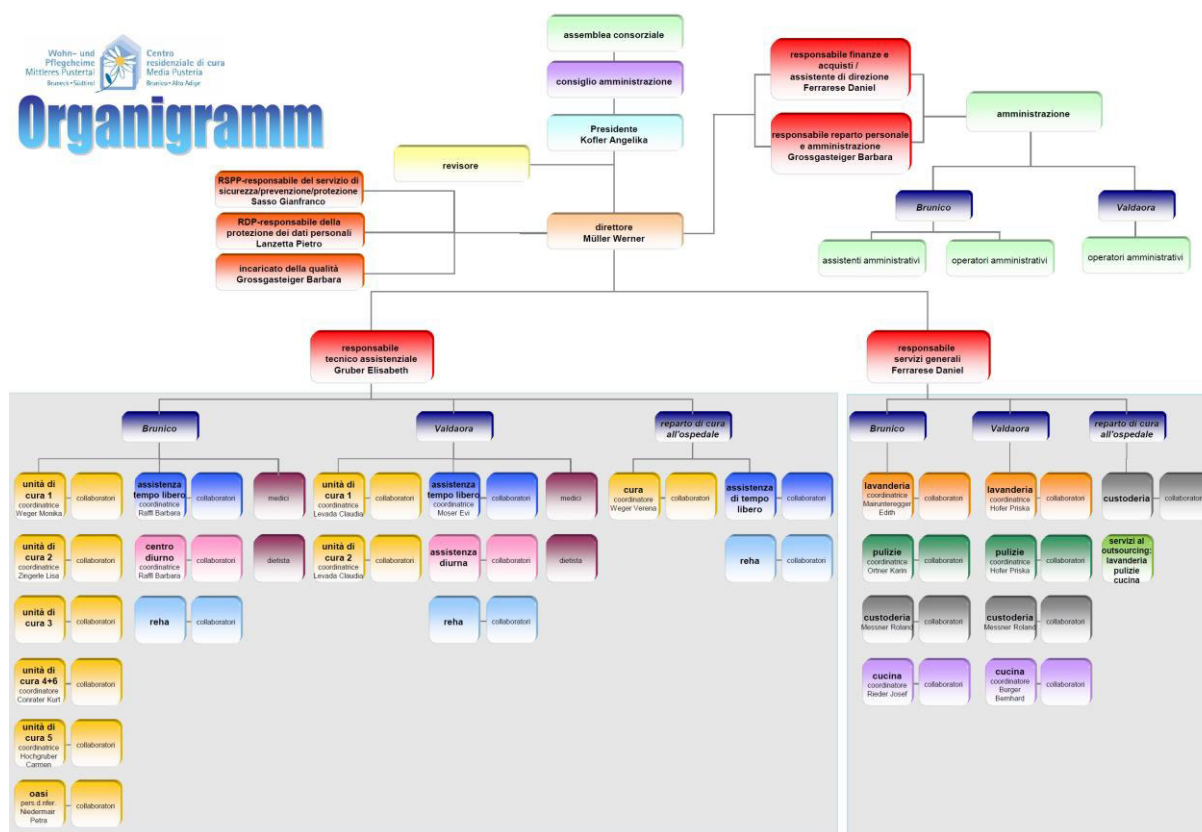 Wohn- und
Pflegeheime
Mittleres Pustertal
Bruneck•Südtirol
Centro
residenziale di cura
Media Pusteria
Brunico•Alto Adige
Organigramm
assemblea consorziale
consiglio amministrazione
Presidente
Kofler Angelika
revisore
RSPP-responsabile del servizio di
sicurezza/prevenzione/protezione
Sasso Gianfranco
RDP-responsabile della
protezione dei dati personali
Lanzetta Pietro
incaricato della qualità
Grossgasteiger Barbara
direttore
Müller Werner
responsabile finanze e
acquisti /
assistente di direzione
Ferrarese Daniel
responsabile reparto personale
e amministrazione
Grossgasteiger Barbara
amministrazione
Brunico
Valdaora
assistenti amministrativi
operatori amministrativi
operatori amministrativi
responsabile
tecnico assistenziale
Gruber Elisabeth
responsabile
servizi generali
Ferrarese Daniel
Brunico
Valdaora
reparto di cura
all'ospedale
unità di
cura 1
coordinatrice
Weger Monika
collaboratori
assistenza
tempo libero
coordinatrice
Raffl Barbara
collaboratori
medici
unità di
cura 1
coordinatrice
Levada Claudia
collaboratori
assistenza
tempo libero
coordinatrice
Moser Evi
collaboratori
medici
cura
coordinatore
Weger Verena
collaboratori
assistenza
di tempo
libero
collaboratori
unità di
cura 2
coordinatrice
Zingerle Lisa
collaboratori
centro
diurno
coordinatrice
Raffl Barbara
collaboratori
dietista
unità di
cura 2
coordinatrice
Levada Claudia
collaboratori
assistenza
diurna
collaboratori
dietista
reha
collaboratori
unità di
cura 3
collaboratori
reha
collaboratori
reha
collaboratori
unità di
cura 4+6
coordinatore
Conrater Kurt
collaboratori
unità di
cura 5
coordinatrice
Hochgruber
Carmen
collaboratori
oasi
pers.d.rifer.
Niedermair
Petra
collaboratori
Brunico
Valdaora
reparto di cura
all'ospedale
lavanderia
coordinatrice
Mairunteregger
Edith
collaboratori
lavanderia
coordinatrice
Hofer Priska
collaboratori
custoderia
collaboratori
pulizie
coordinatrice
Ortner Karin
collaboratori
pulizie
coordinatrice
Hofer Priska
collaboratori
servizi al
outsourcing:
lavanderia
pulizie
cucina
custoderia
Messner Roland
collaboratori
custoderia
Messner Roland
collaboratori
cucina
coordinatore
Rieder Josef
collaboratori
cucina
coordinatore
Burger
Bernhard
collaboratori